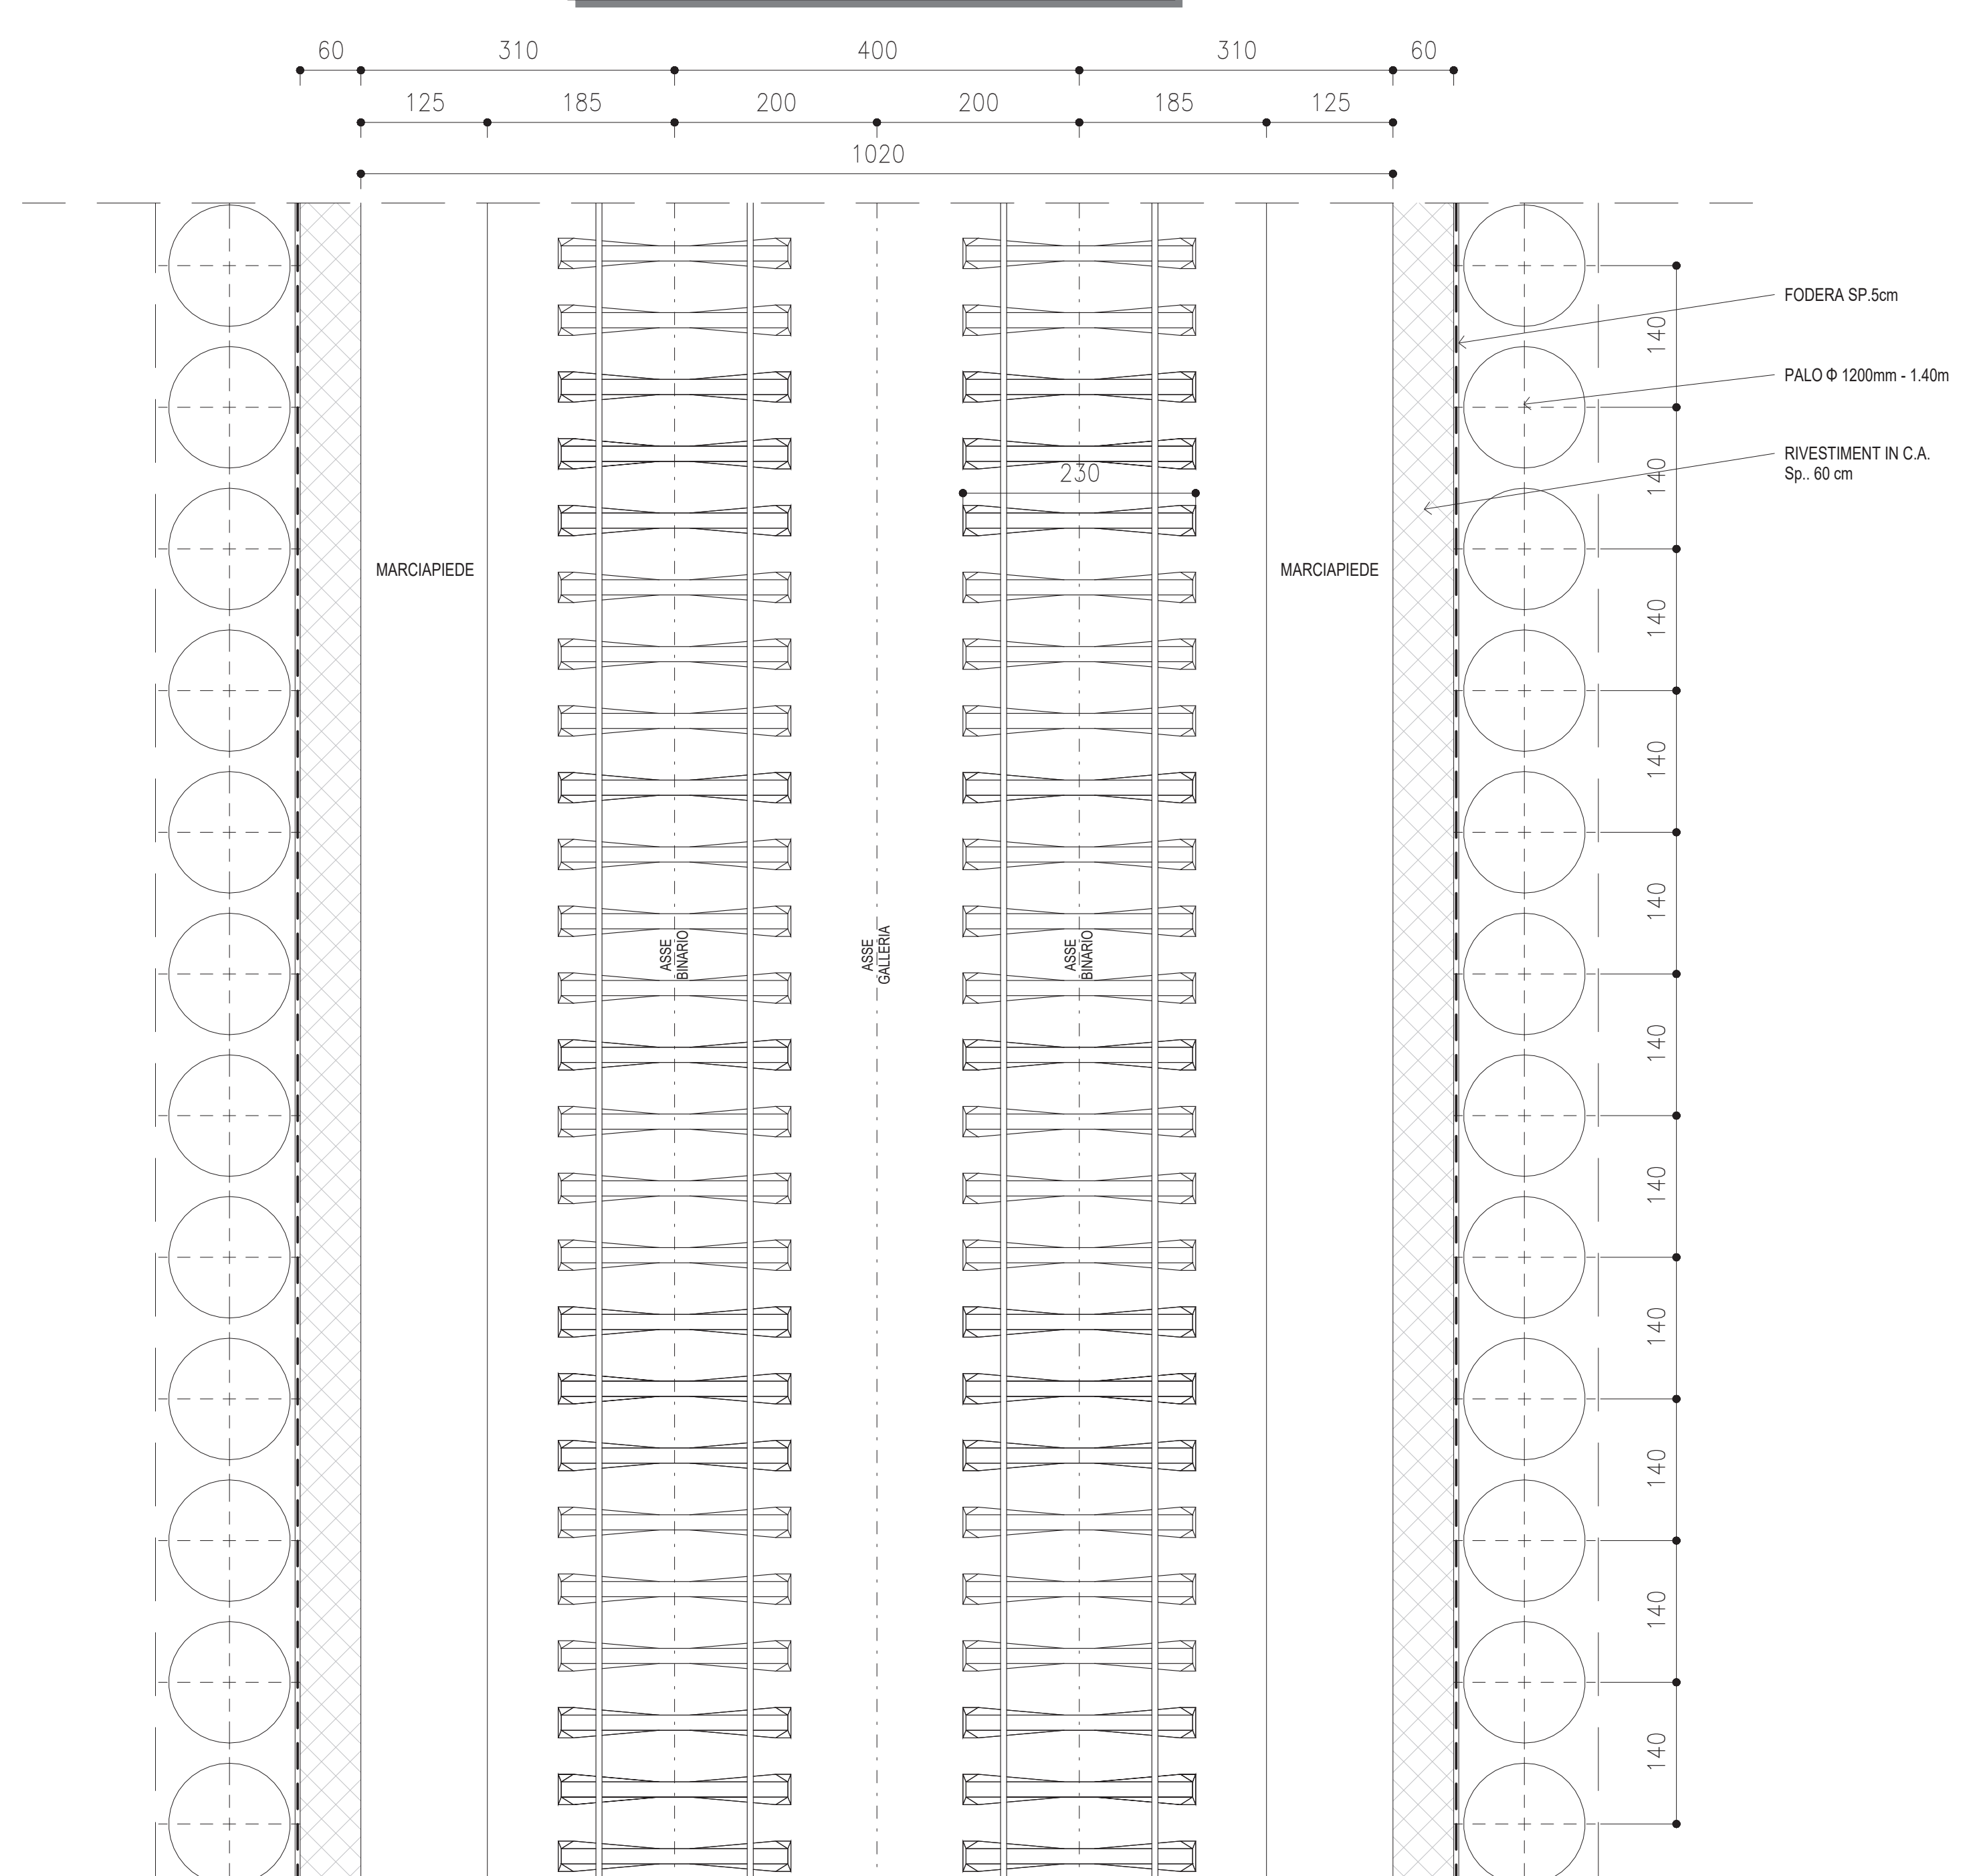 60 310 400 310 60
125 185 200 200 185 125
1020
FODERA SP.5cm
140
PALO Φ 1200mm - 1.40m
RIVESTIMENT IN C.A.
Sp.. 60 cm
230
140
MARCIAPIEDE
MARCIAPIEDE
140
140
140
ASSE
BINARIO
ASSE
GALLERIA
ASSE
BINARIO
140
140
140
140
140
140